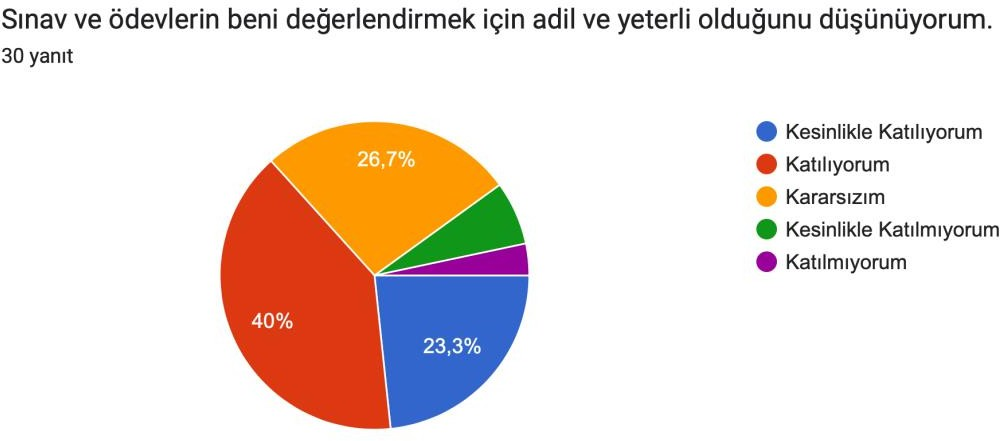 Sınav ve ödevlerin beni değerlendirmek için adil ve yeterli olduğunu düşünüyorum.
30 yanıt
26,7%
40%
23,3%
Kesinlikle Katılıyorum
Katılıyorum
Kararsızım
Kesinlikle Katılmıyorum
Katılmıyorum